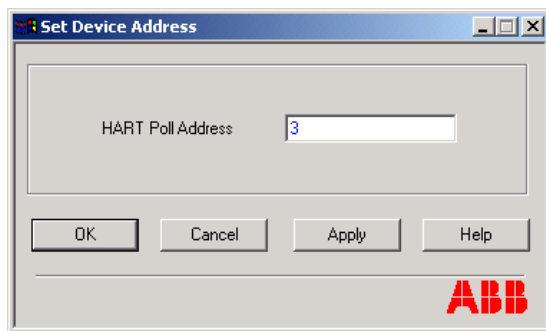 Set Device Address
HART Poll Address 3
OK Cancel Apply Help
ABB